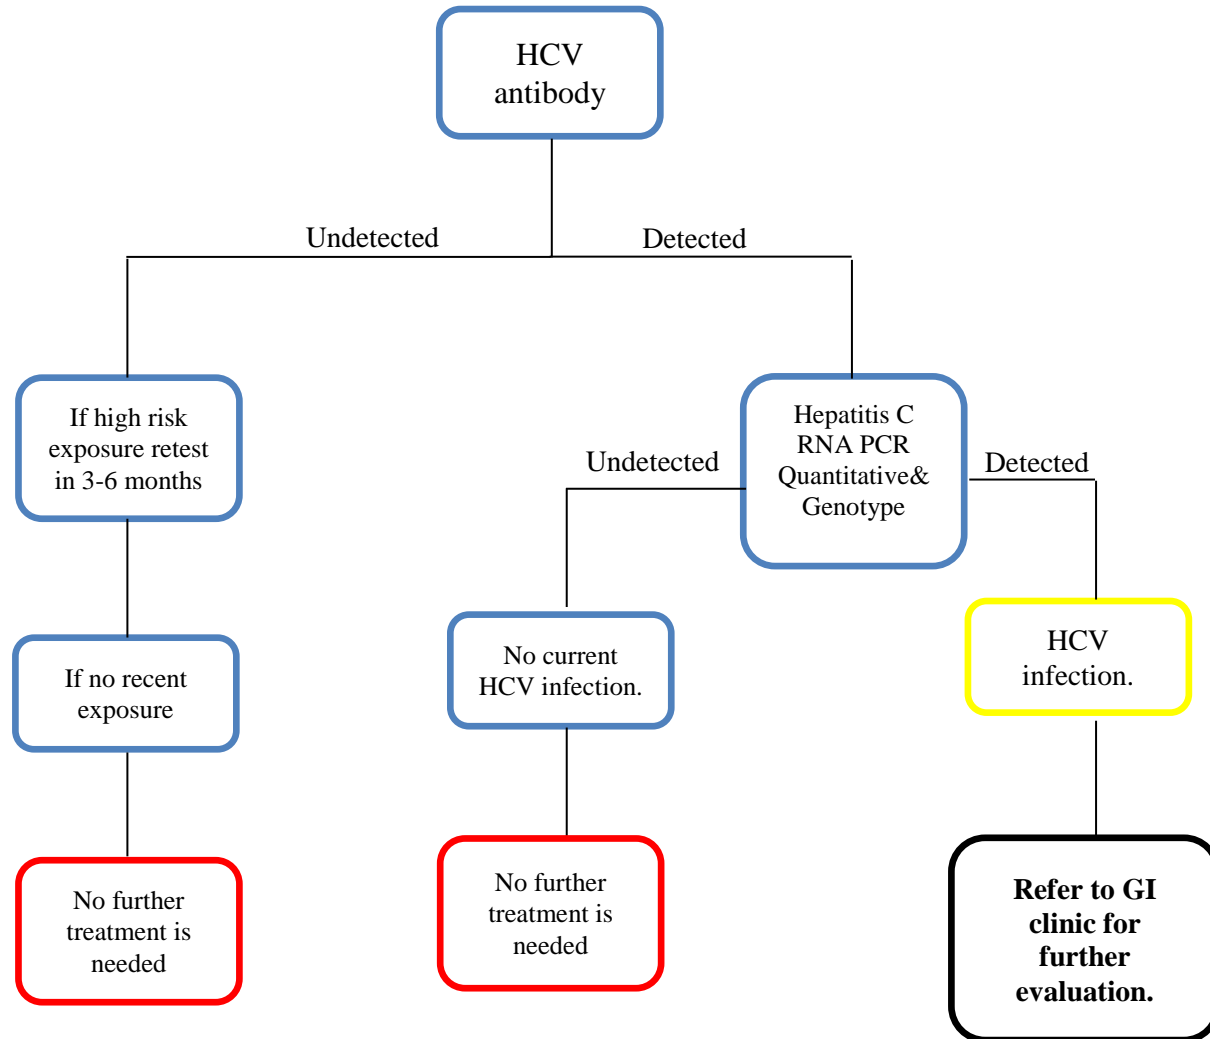 HCV
antibody
Undetected
Detected
If high risk
exposure retest
in 3-6 months
Hepatitis C
RNA PCR
Quantitative&
Genotype
Undetected
Detected
If no recent
exposure
No current
HCV infection.
HCV
infection.
No further
treatment is
needed
No further
treatment is
needed
Refer to GI
clinic for
further
evaluation.